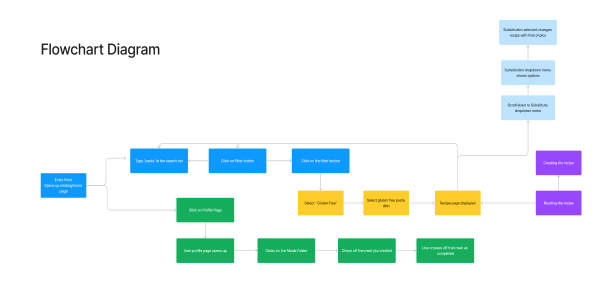 Flowchart Diagram
Substitution selected changes
recipe with that choice
Substitution dropdown menu
shows options
Scroll down to Substitute
dropdown menu
Type "pasta" in the search bar
Click on filter button
Click on the filter button
Creating the recipe
Entry Point
Opens up landing/home
page
Select " Gluten Free"
Select gluten free pasta
dish
Recipe page displayed
Reading the recipe
Click on Profile Page
User profile page opens up
Clicks on the Meals Folder
Check off the meal you created
Line crosses off that meal as
completed